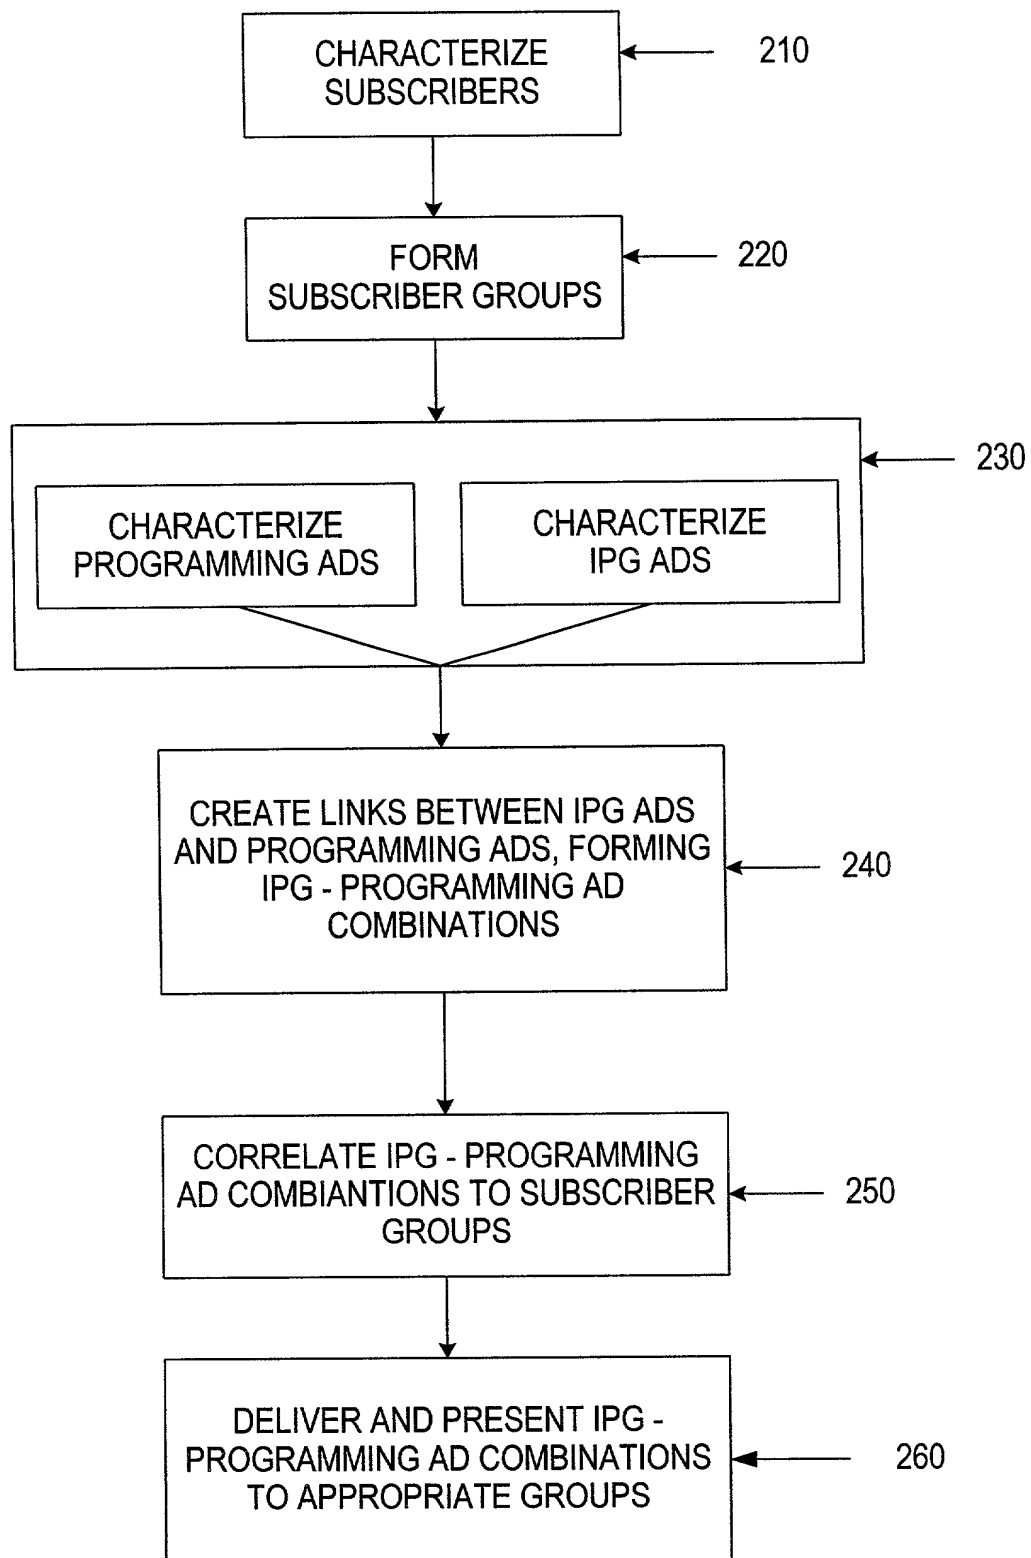 CHARACTERIZE
SUBSCRIBERS
210
FORM
SUBSCRIBER GROUPS
220
230
CHARACTERIZE
PROGRAMMING ADS
CHARACTERIZE
IPG ADS
CREATE LINKS BETWEEN IPG ADS
AND PROGRAMMING ADS, FORMING
IPG - PROGRAMMING AD
COMBINATIONS
240
CORRELATE IPG - PROGRAMMING
AD COMBIANTIONS TO SUBSCRIBER
GROUPS
250
DELIVER AND PRESENT IPG -
PROGRAMMING AD COMBINATIONS
TO APPROPRIATE GROUPS
260